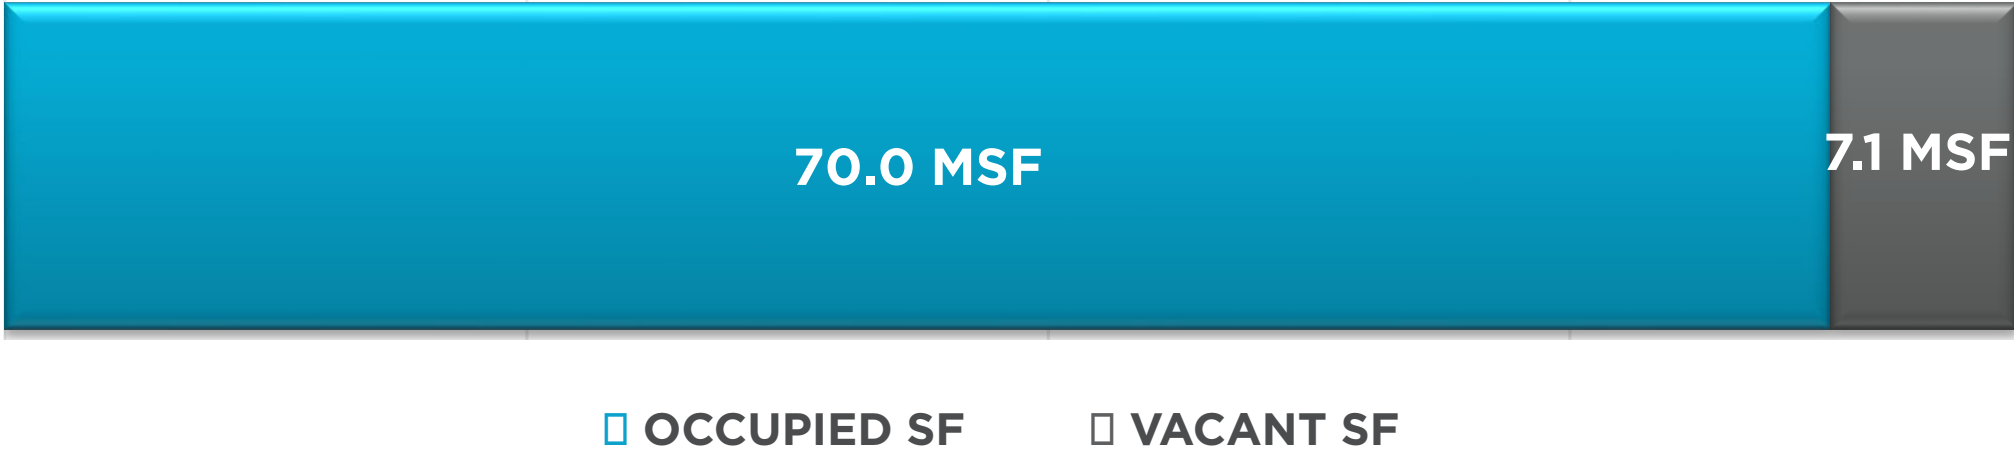 70.0 MSF
7.1 MSF
OCCUPIED SF
VACANT SF